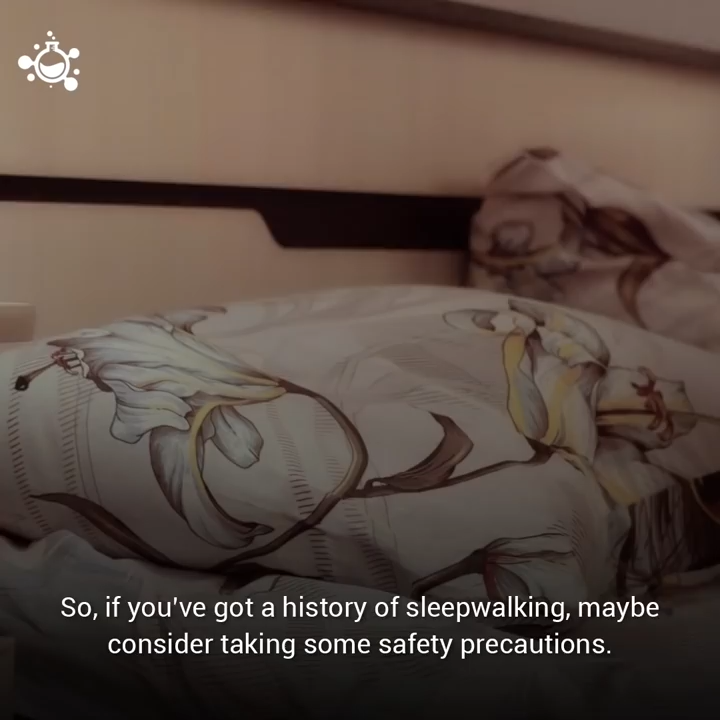 So, if you've got a history of sleepwalking, maybe
consider taking some safety precautions.